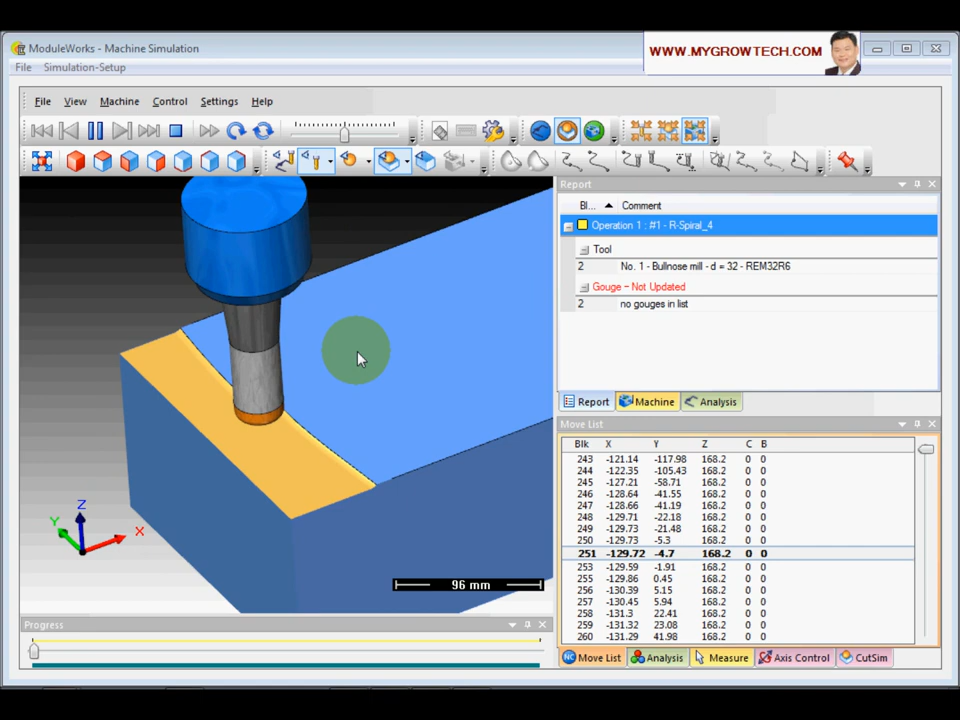 ModuleWorks - Machine Simulation
WWW.MYGROWTECH.COM
File Simulation-Setup
File View Machine Control Settings Help
Report
Bl... Comment
Operation 1 : #1 - R-Spiral_4
Tool
2 No. 1 - Bullnose mill - d = 32 - REM32R6
Gouge - Not Updated
2 no gouges in list
Report Machine Analysis
Move List
Blk X Y Z C B
243 -121.14 -117.98 168.2 0 0
244 -122.35 -105.43 168.2 0 0
245 -127.21 -58.71 168.2 0 0
246 -128.64 -41.55 168.2 0 0
247 -128.66 -41.19 168.2 0 0
248 -129.71 -22.18 168.2 0 0
249 -129.73 -21.48 168.2 0 0
250 -129.73 -5.3 168.2 0 0
251 -129.72 -4.7 168.2 0 0
253 -129.59 -1.91 168.2 0 0
255 -129.86 0.45 168.2 0 0
256 -130.39 5.15 168.2 0 0
257 -130.45 5.94 168.2 0 0
258 -131.3 22.41 168.2 0 0
259 -131.32 23.08 168.2 0 0
260 -131.29 41.98 168.2 0 0
Z
Y
X
96 mm
Progress
NC Move List Analysis Measure Axis Control CutSim